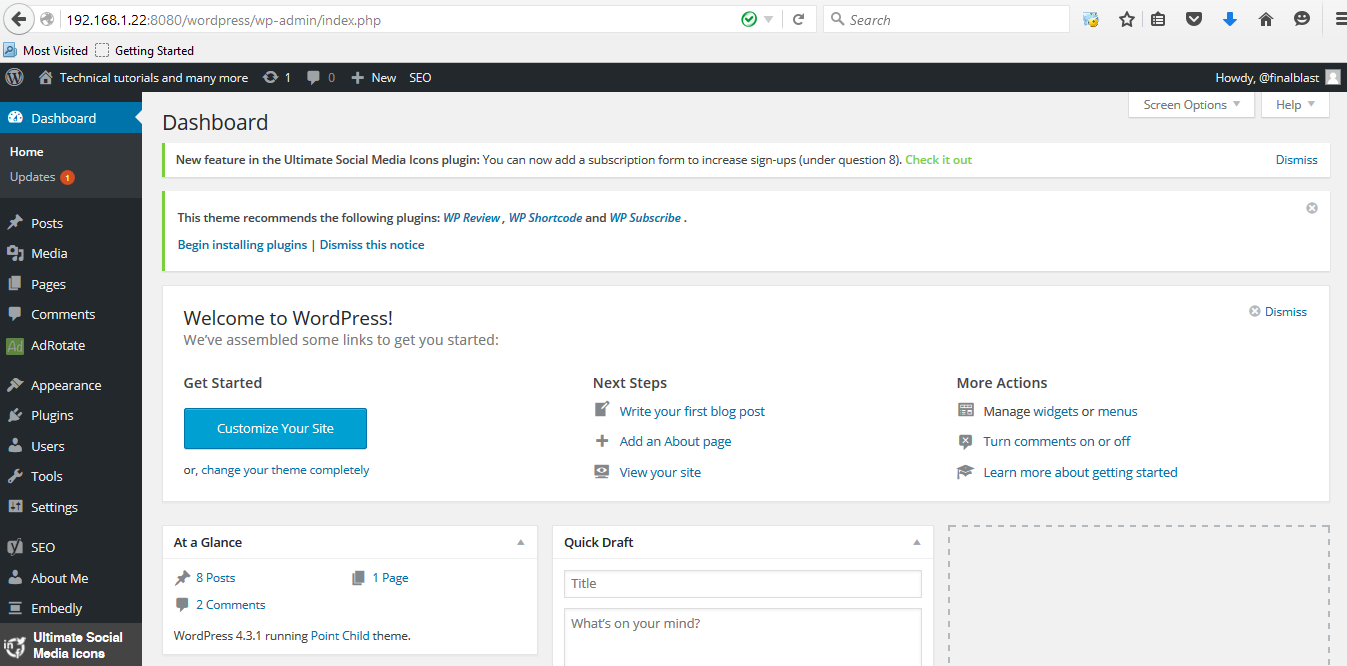 192.168.1.22:8080/wordpress/wp-admin/index.php
Search
Most Visited
Getting Started
Technical tutorials and many more
1
0
New
SEO
Howdy, @finalblast
Dashboard
Home
Updates 1
Posts
Media
Pages
Comments
Ad AdRotate
Appearance
Plugins
Users
Tools
Settings
SEO
About Me
Embedly
Ultimate Social
Media Icons
Screen Options
Help
Dashboard
New feature in the Ultimate Social Media Icons plugin: You can now add a subscription form to increase sign-ups (under question 8). Check it out
Dismiss
This theme recommends the following plugins: WP Review , WP Shortcode and WP Subscribe .
Begin installing plugins | Dismiss this notice
Welcome to WordPress!
Dismiss
We've assembled some links to get you started:
Get Started
Customize Your Site
or, change your theme completely
Next Steps
Write your first blog post
Add an About page
View your site
More Actions
Manage widgets or menus
Turn comments on or off
Learn more about getting started
At a Glance
8 Posts
1 Page
2 Comments
WordPress 4.3.1 running Point Child theme.
Quick Draft
Title
What's on your mind?